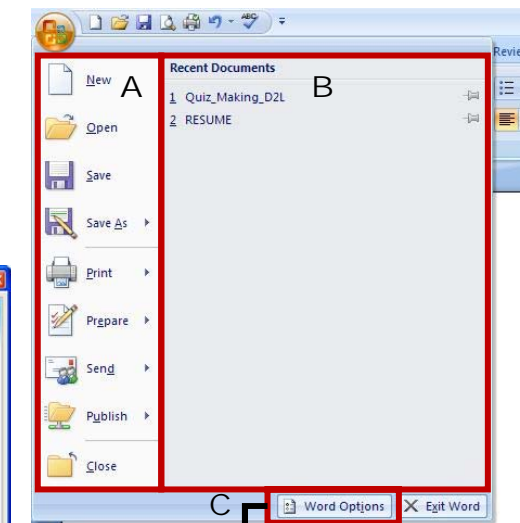 ABC
Revie
New
A
Open
Save
Save As
Print
Prepare
Send
Publish
Close
Recent Documents
B
1 Quiz_Making_D2L
2 RESUME
C
Word Options
Exit Word